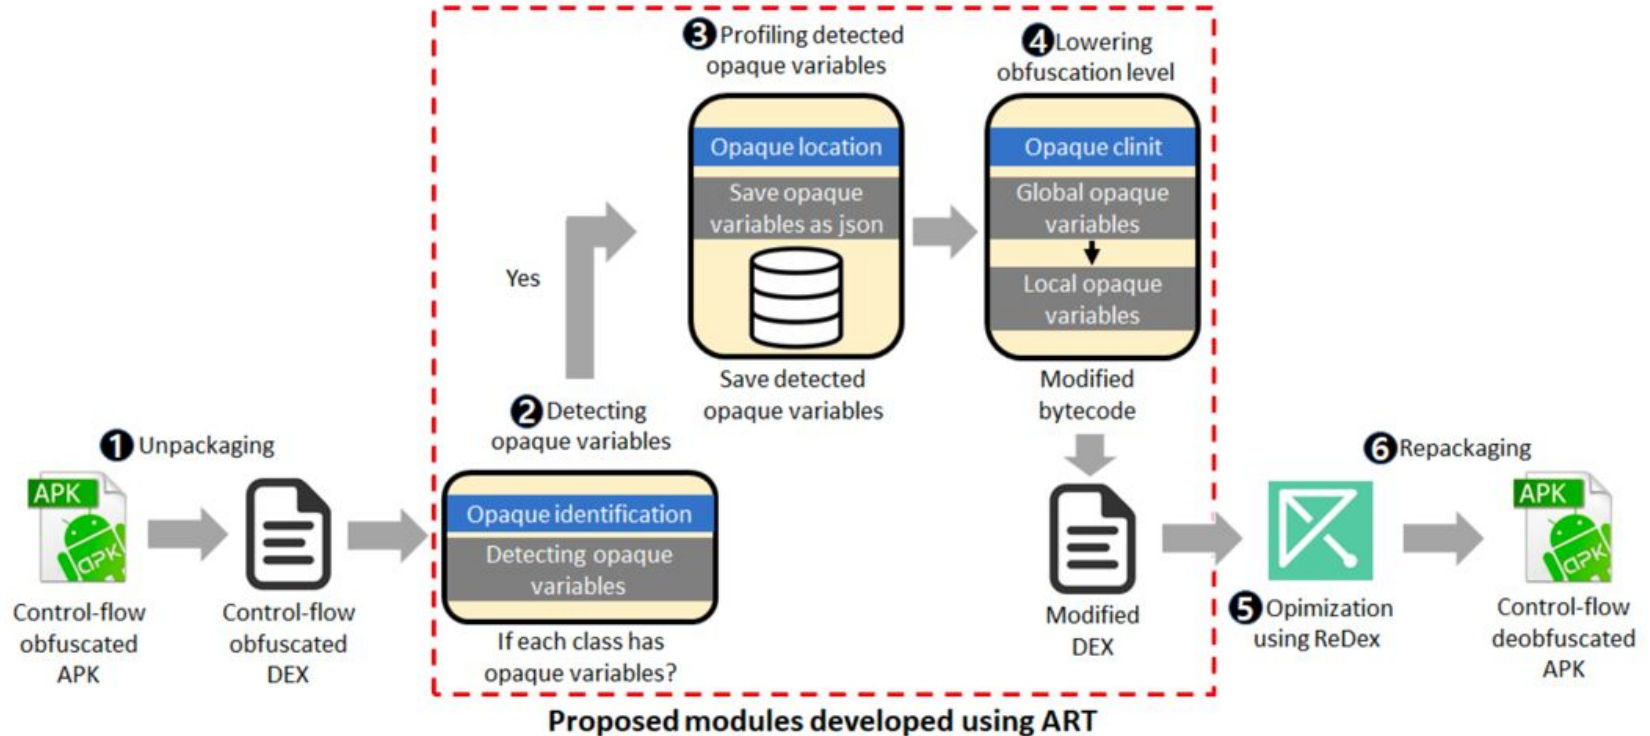 ❶ Unpackaging
APK
apk
Control-flow
obfuscated
APK
Control-flow
obfuscated
DEX
❷ Detecting
opaque variables
Opaque identification
Detecting opaque
variables
If each class has
opaque variables?
Yes
❸ Profiling detected
opaque variables
Opaque location
Save opaque
variables as json
Save detected
opaque variables
❹ Lowering
obfuscation level
Opaque clinit
Global opaque
variables
Local opaque
variables
Modified
bytecode
Modified
DEX
❺ Opimization
using ReDex
❻ Repackaging
APK
apk
Control-flow
deobfuscated
APK
Proposed modules developed using ART